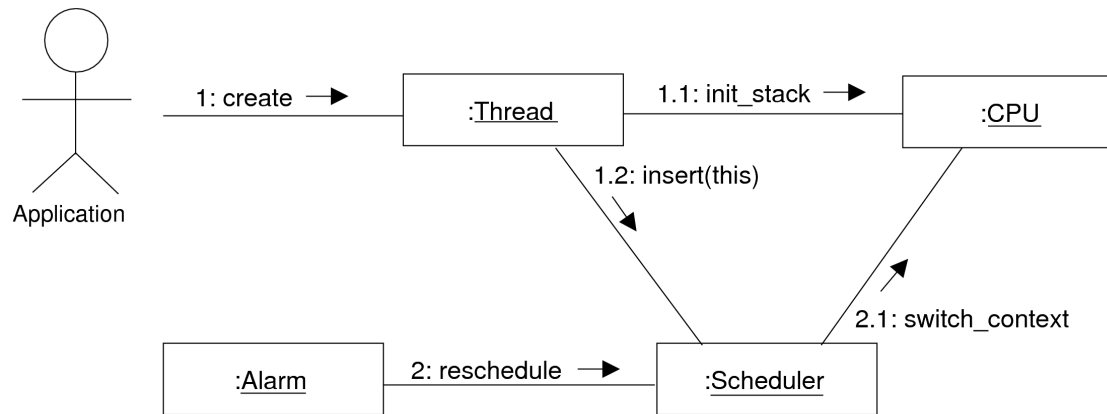 1: create
:Thread
1.1: init_stack
:CPU
1.2: insert(this)
Application
2.1: switch_context
:Alarm
2: reschedule
:Scheduler